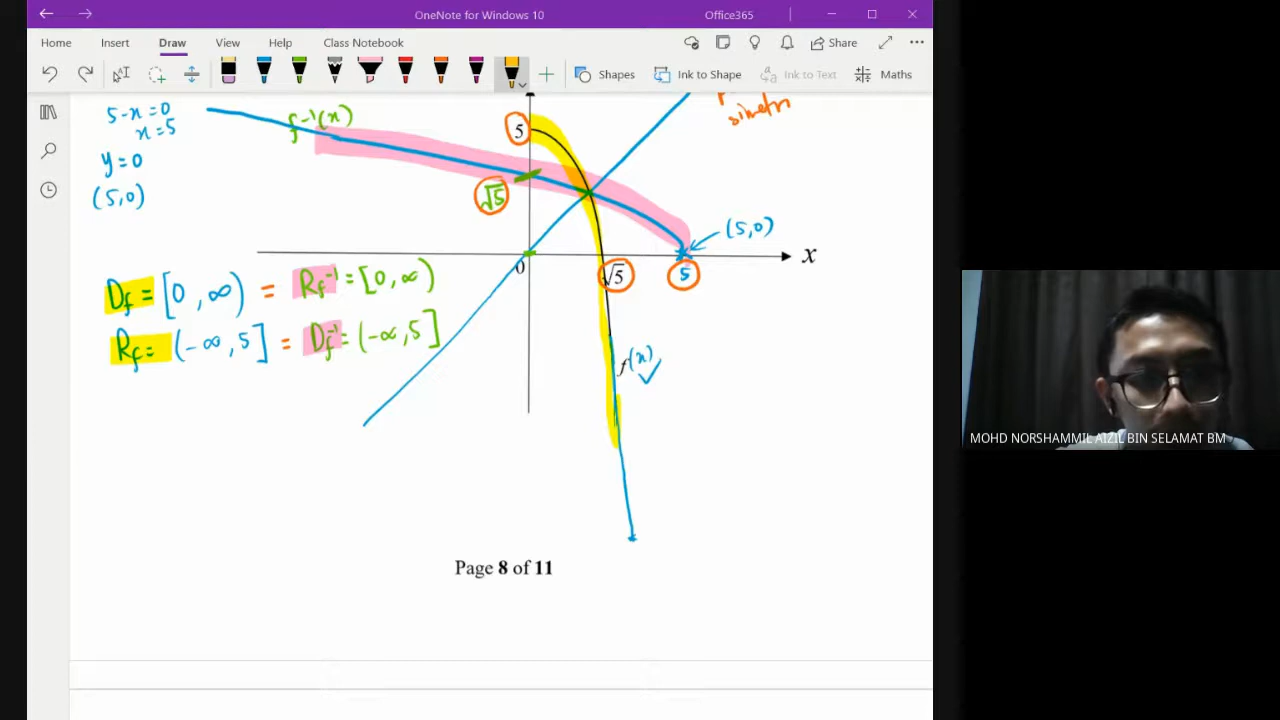 OneNote for Windows 10
Office365
Home Insert Draw View Help Class Notebook
Share
Shapes
Ink to Shape
Ink to Text
Maths
5-x=0
x=5
y=0
(5,0)
f⁻¹(x)
simetri
5
√5
(5,0)
x
0
√5
5
Df = [0, ∞) = Rf⁻¹ = [0, ∞)
Rf = (-∞, 5] = Df⁻¹ = (-∞, 5]
f(x)
Page 8 of 11
MOHD NORSHAMMIL AIZIL BIN SELAMAT BM